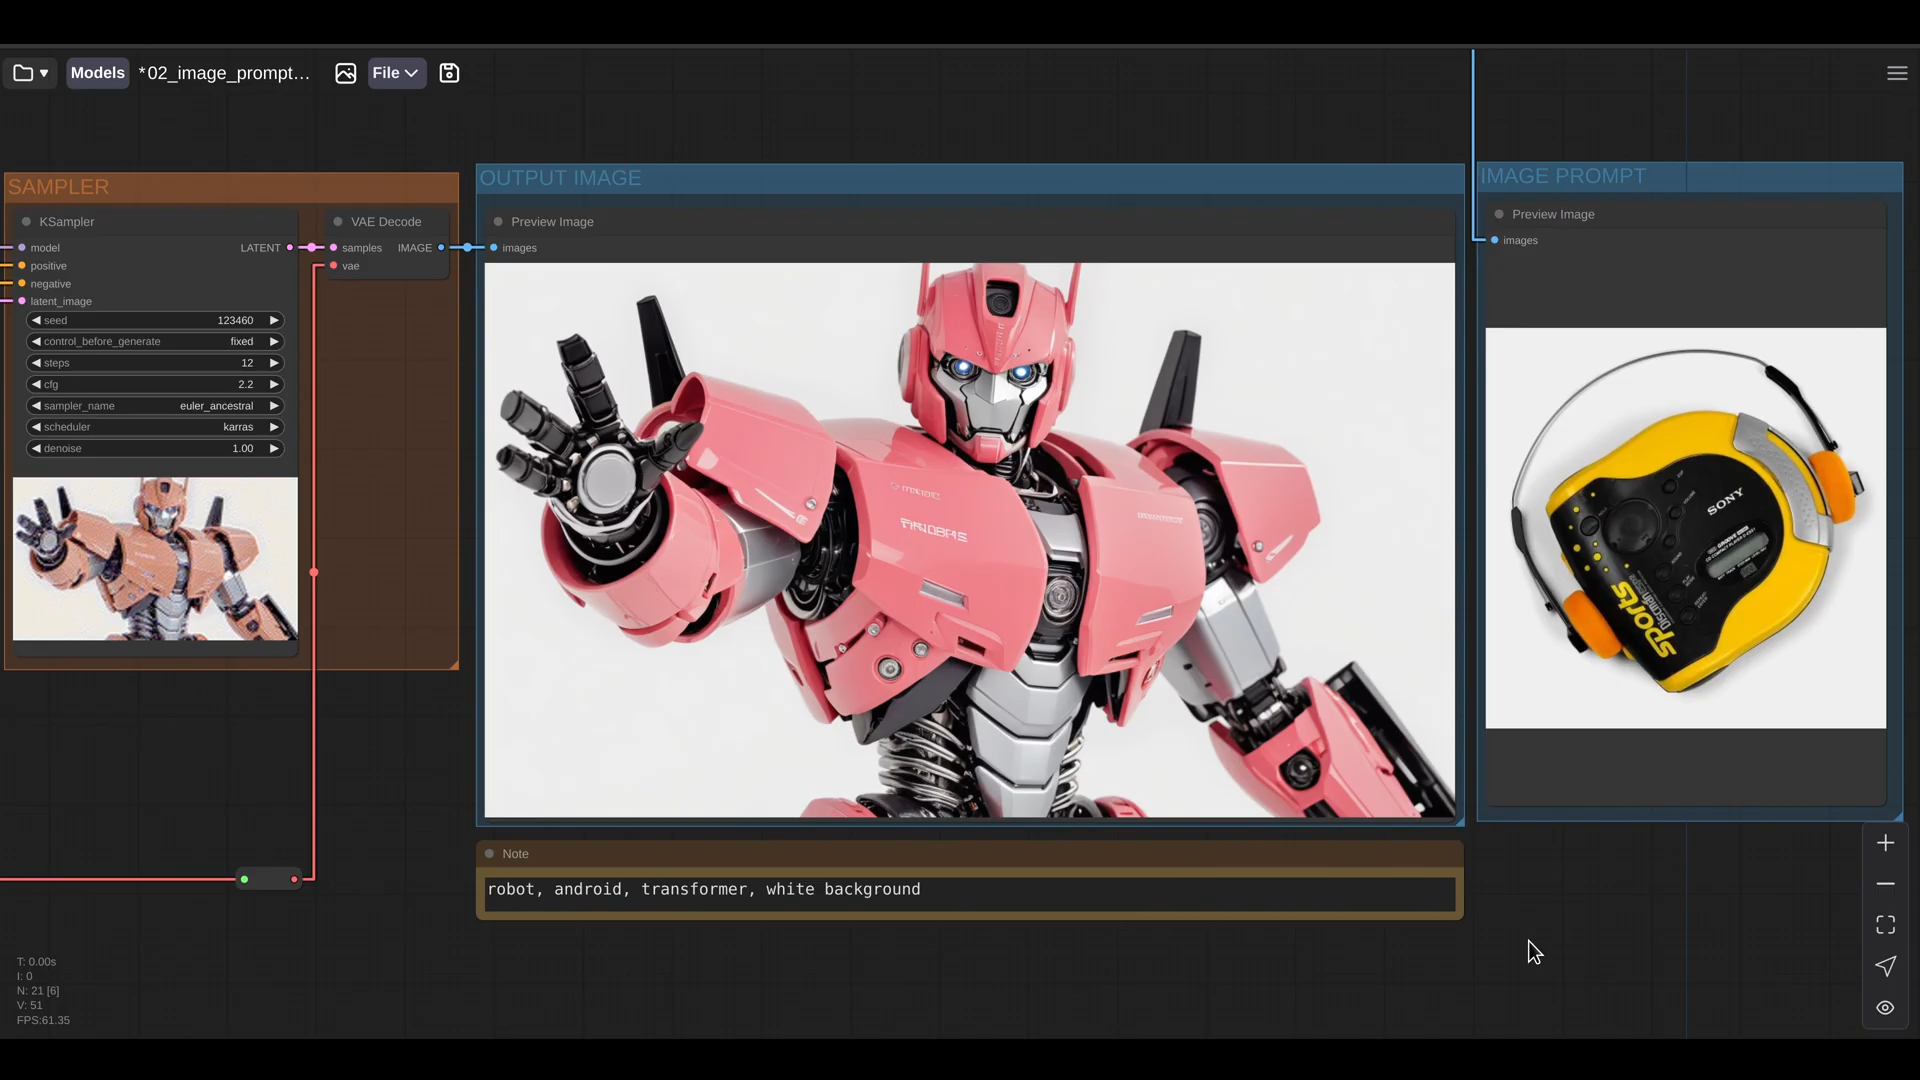 Models
*02_image_prompt...
File
SAMPLER
KSampler
model
LATENT
positive
negative
latent_image
seed
123460
control_before_generate
fixed
steps
12
cfg
2.2
sampler_name
euler_ancestral
scheduler
karras
denoise
1.00
VAE Decode
samples
IMAGE
vae
OUTPUT IMAGE
Preview Image
images
IMAGE PROMPT
Preview Image
images
SONY
Sports
Discman
Note
robot, android, transformer, white background
T: 0.00s
I: 0
N: 21 [6]
V: 51
FPS:61.35